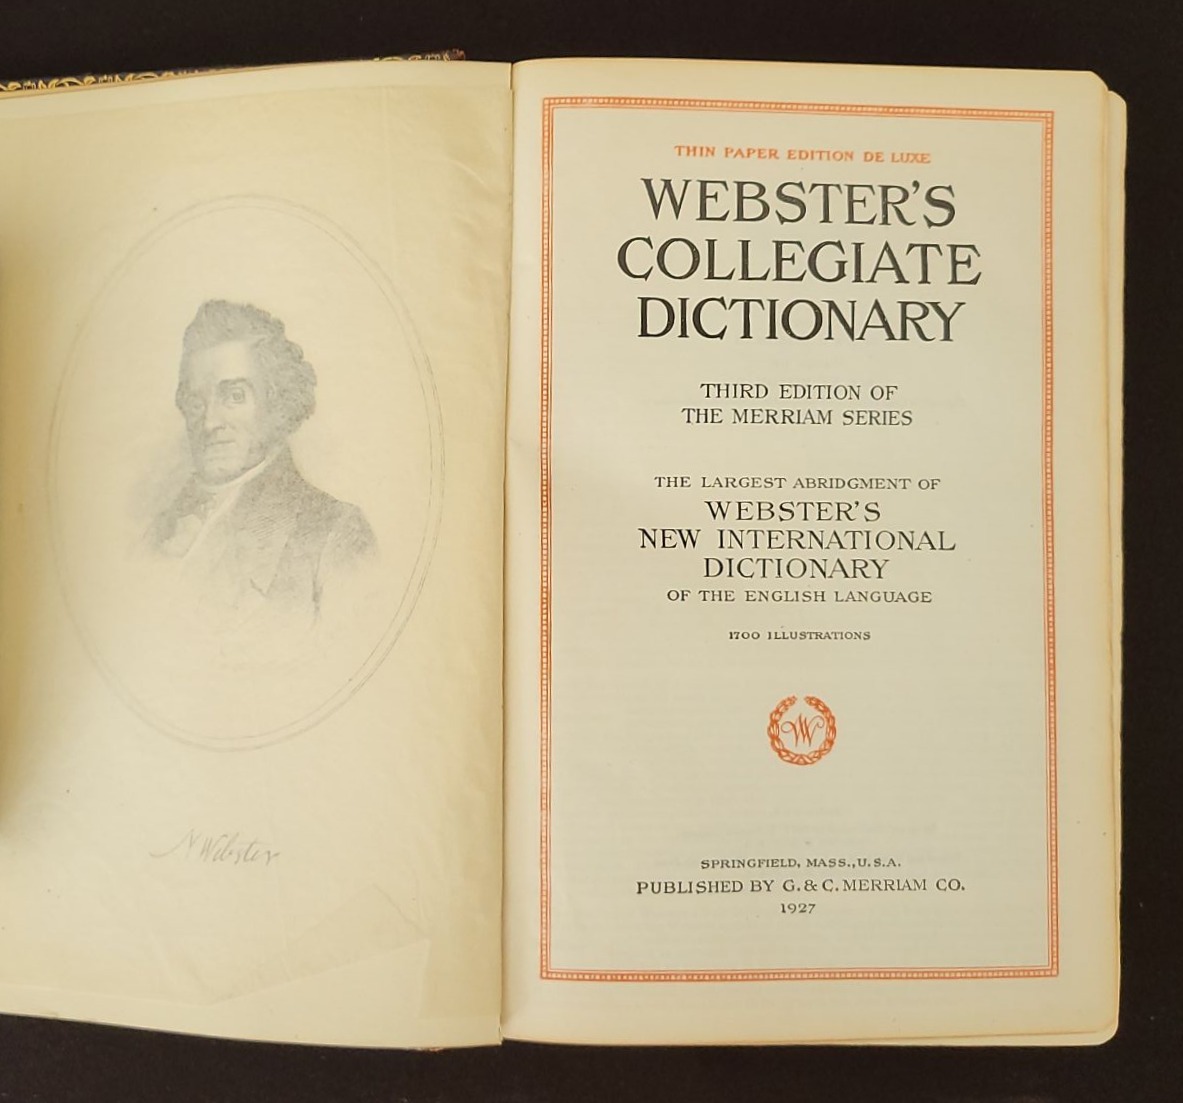 N Webster
THIN PAPER EDITION DE LUXE
WEBSTER'S
COLLEGIATE
DICTIONARY
THIRD EDITION OF
THE MERRIAM SERIES
THE LARGEST ABRIDGMENT OF
WEBSTER'S
NEW INTERNATIONAL
DICTIONARY
OF THE ENGLISH LANGUAGE
1700 ILLUSTRATIONS
W
SPRINGFIELD, MASS., U.S.A.
PUBLISHED BY G. & C. MERRIAM CO.
1927